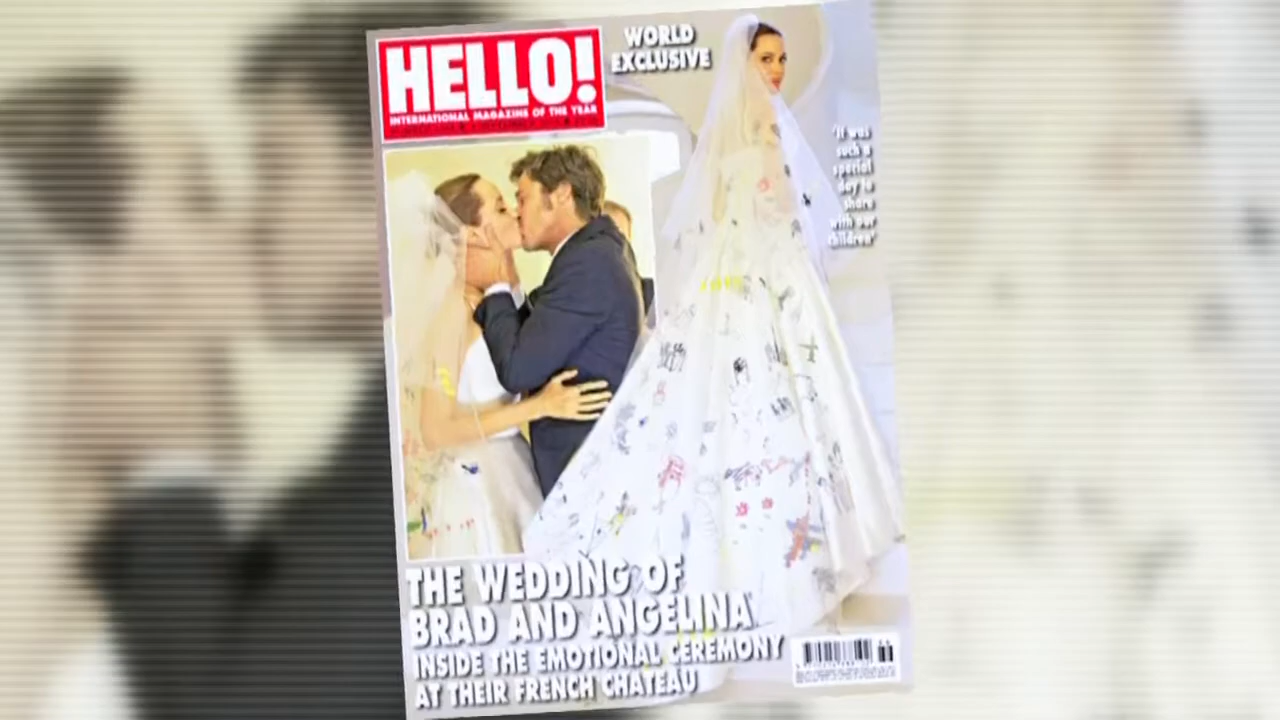 HELLO!
INTERNATIONAL MAGAZINE OF THE YEAR
WORLD
EXCLUSIVE
'It was
such a
special
day to
share
with our
children'
THE WEDDING OF
BRAD AND ANGELINA
INSIDE THE EMOTIONAL CEREMONY
AT THEIR FRENCH CHATEAU